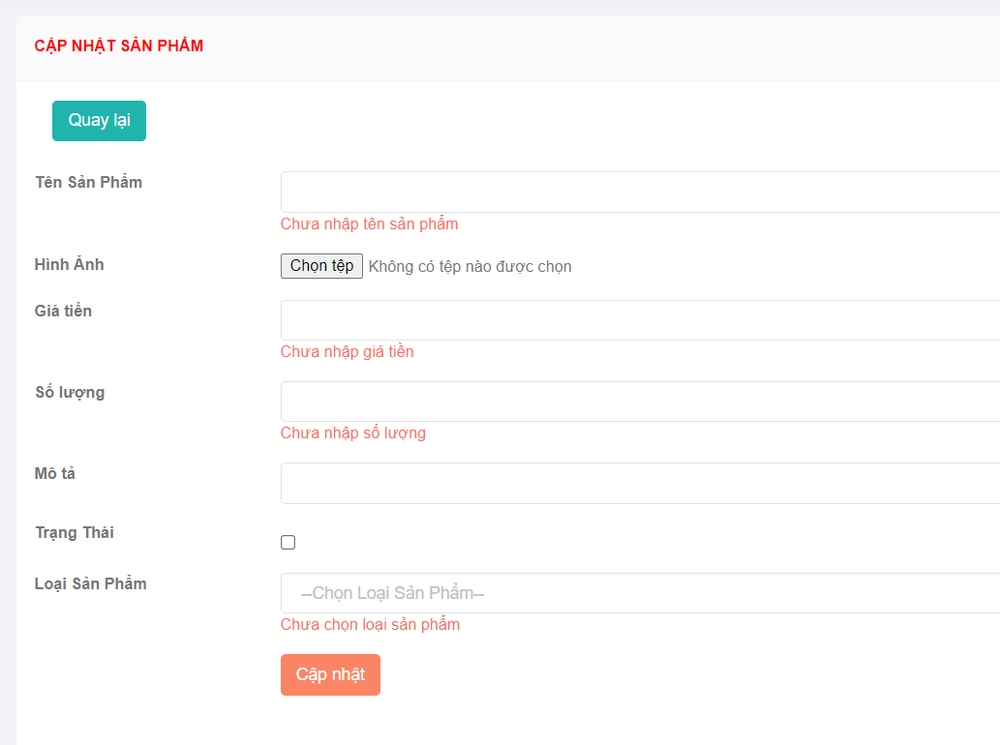 CẬP NHẬT SẢN PHẨM
Quay lại
Tên Sản Phẩm
Chưa nhập tên sản phẩm
Hình Ảnh
Chọn tệp Không có tệp nào được chọn
Giá tiền
Chưa nhập giá tiền
Số lượng
Chưa nhập số lượng
Mô tả
Trạng Thái
Loại Sản Phẩm
--Chọn Loại Sản Phẩm--
Chưa chọn loại sản phẩm
Cập nhật